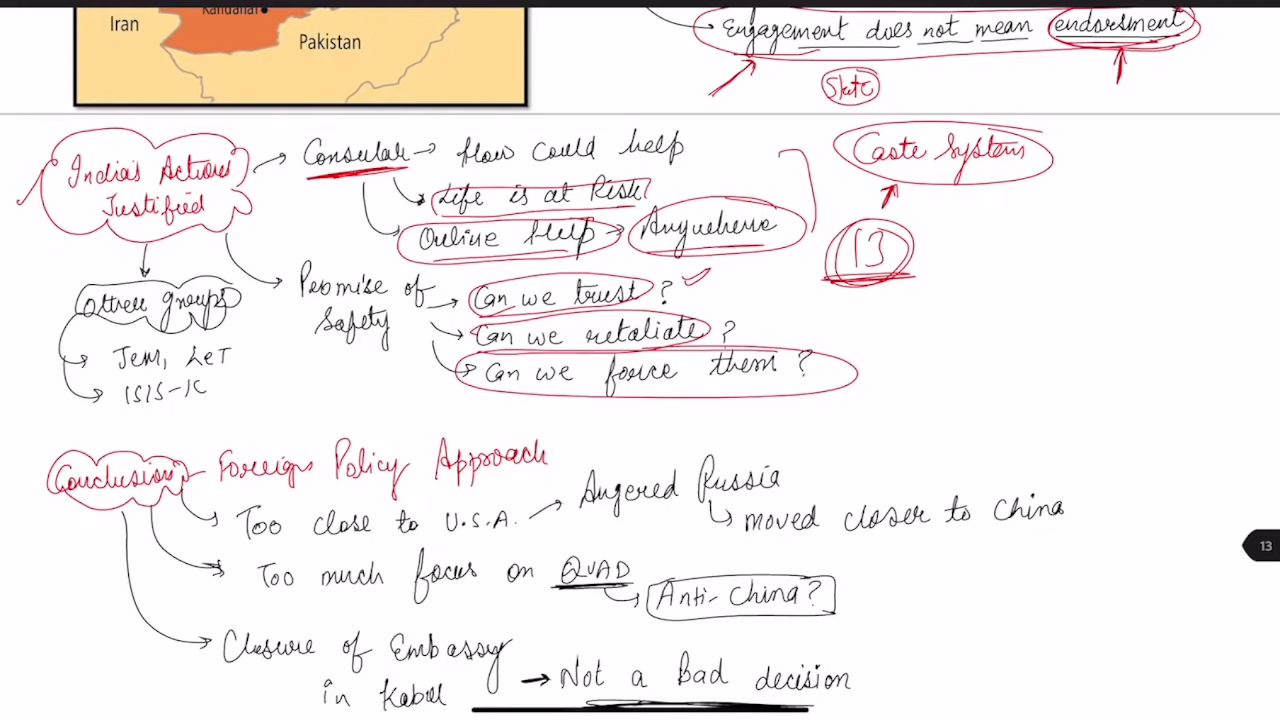 Kandahar
Iran
Pakistan
Engagement does not mean endorsment
State
India's Actions Justified
Consular → How could help
Life is at Risk
Online help → Anywhere
Caste System
13
Other groups
JeM, LeT
ISIS-K
Promise of Safety
Can we trust ?
Can we retaliate ?
Can we force them ?
Conclusion - Foreign Policy Approach
Too close to U.S.A. → Angered Russia
moved closer to China
Too much focus on QUAD
Anti-China?
Closure of Embassy in Kabul → Not a Bad decision
13